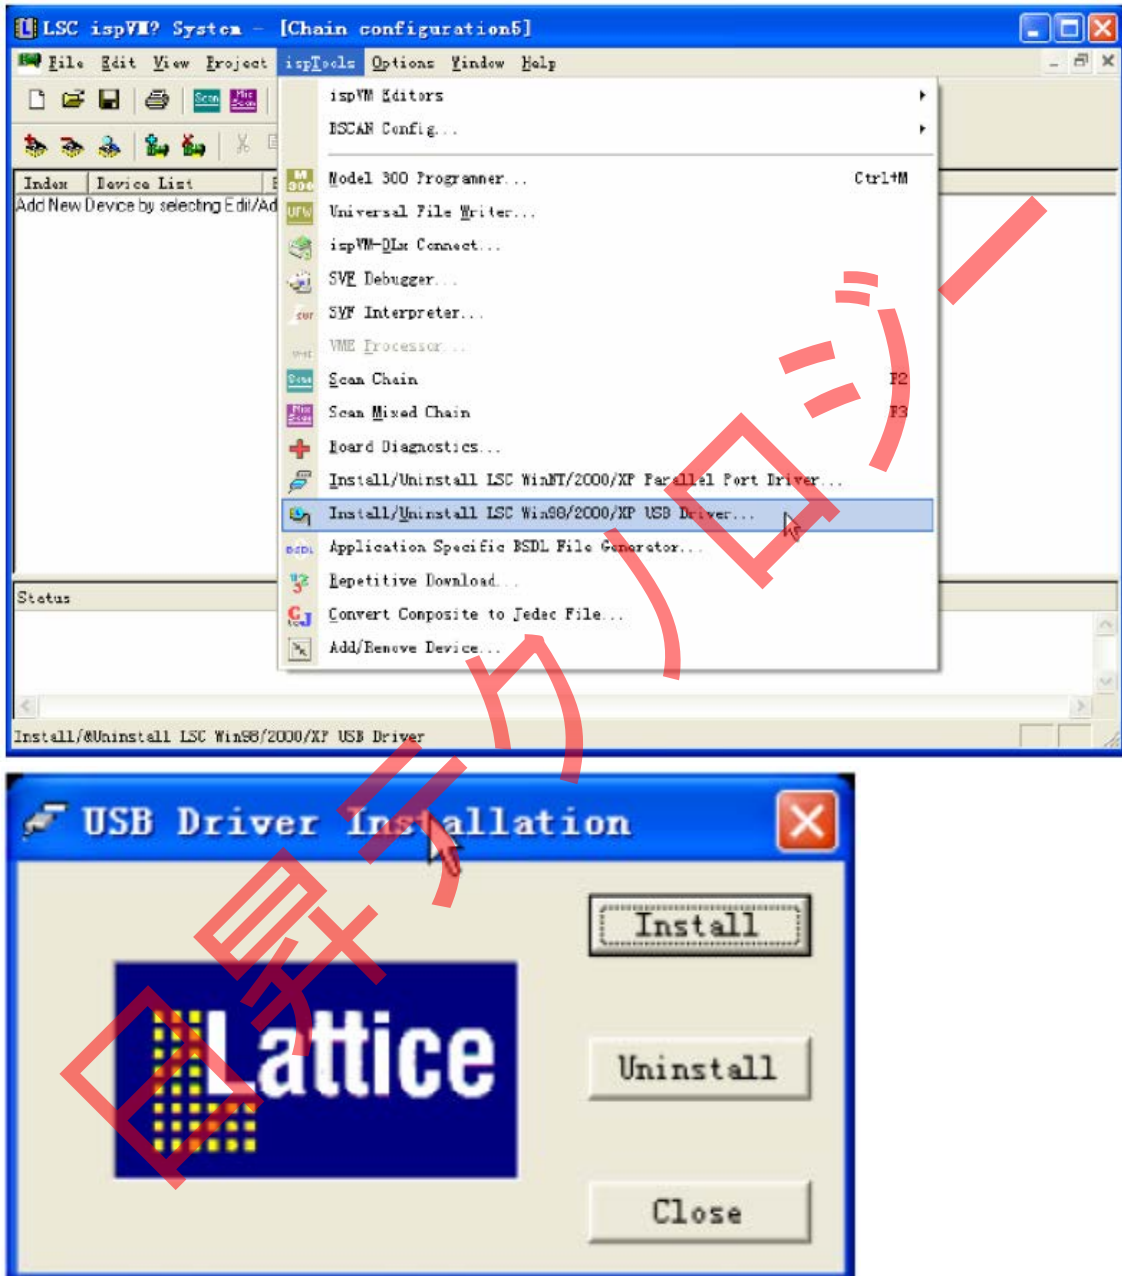 LSC ispVM? System - [Chain configuration5]
File Edit View Project ispTools Options Window Help
Scan
Index Device List
Add New Device by selecting Edit/Ad
ispVM Editors
BSCAN Config...
Model 300 Programmer... Ctrl+M
UFW Universal File Writer...
ispVM-DLx Connect...
SVF Debugger...
SVF Interpreter...
VME Processor...
Scan Chain F2
Scan Mixed Chain F3
Board Diagnostics...
Install/Uninstall LSC WinNT/2000/XP Parallel Port Driver...
Install/Uninstall LSC Win98/2000/XP USB Driver...
BSDL Application Specific BSDL File Generator...
Repetitive Download...
Convert Composite to Jedec File...
Add/Remove Device...
Status
Install/&Uninstall LSC Win98/2000/XP USB Driver
USB Driver Installation
Install
Lattice
Uninstall
Close
日昇テクノロジー